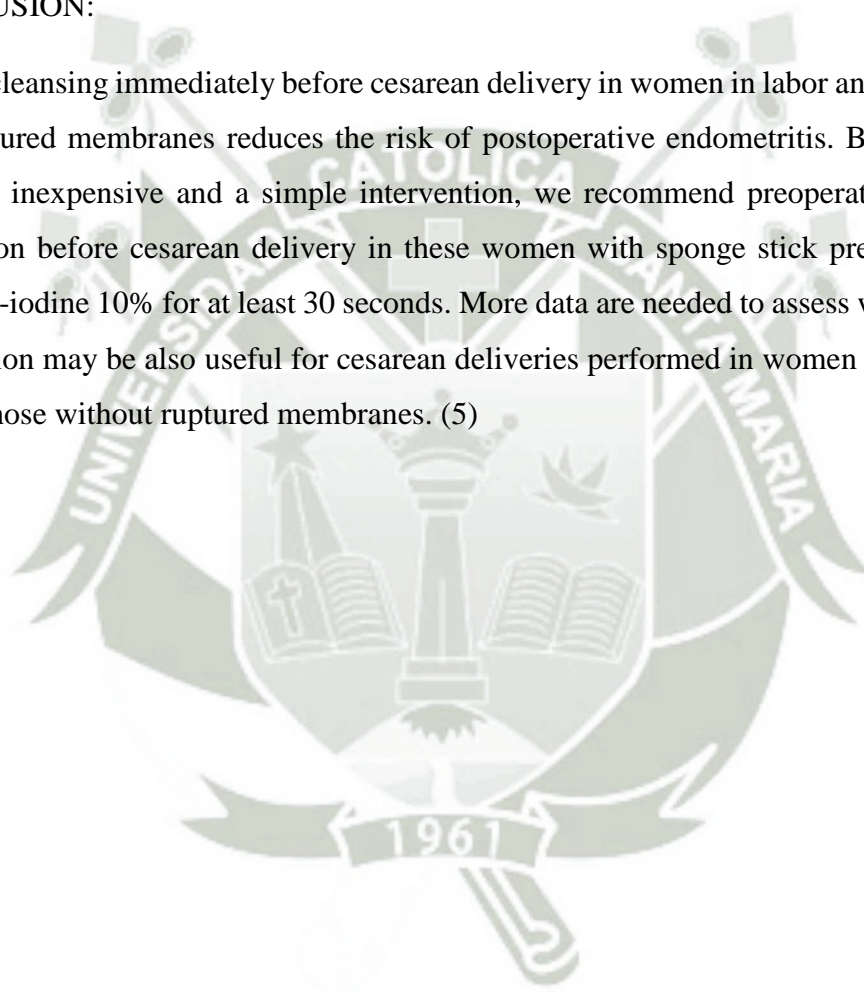 USION:
cleansing immediately before cesarean delivery in women in labor an
tured membranes reduces the risk of postoperative endometritis. B
inexpensive and a simple intervention, we recommend preoperat
on before cesarean delivery in these women with sponge stick pre
-iodine 10% for at least 30 seconds. More data are needed to assess w
ion may be also useful for cesarean deliveries performed in women
hose without ruptured membranes. (5)
UNIVERSIDAD CATOLICA SANTA MARIA
1961